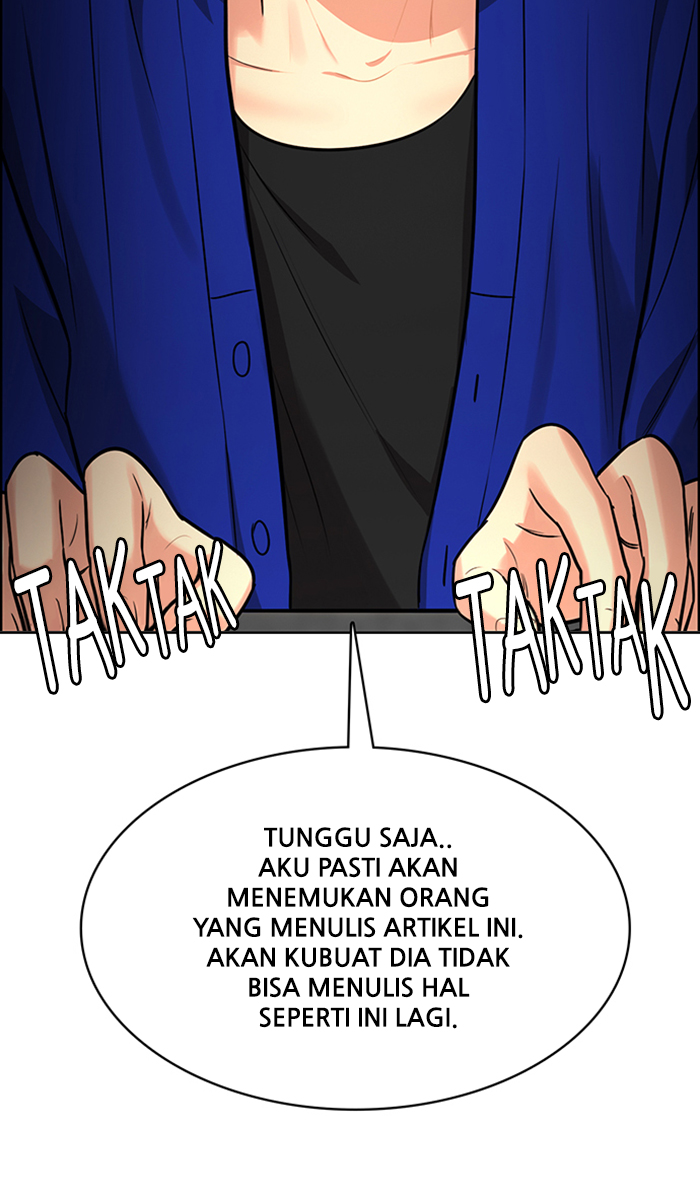 TAKTAK
TAKTAK
TUNGGU SAJA..
AKU PASTI AKAN
MENEMUKAN ORANG
YANG MENULIS ARTIKEL INI.
AKAN KUBUAT DIA TIDAK
BISA MENULIS HAL
SEPERTI INI LAGI.